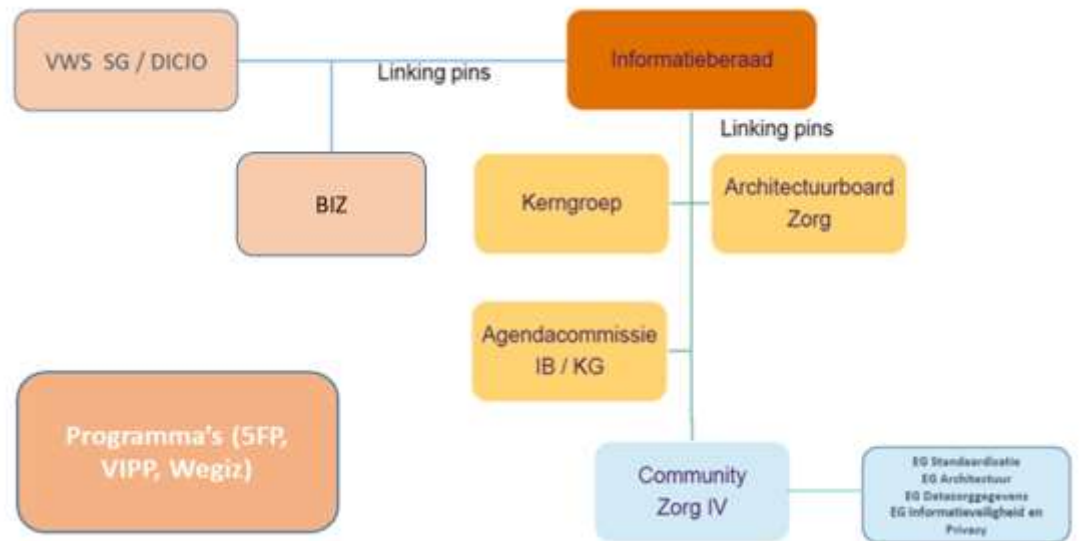 VWS SG / DICIO
Linking pins
Informatieberaad
Linking pins
BIZ
Kerngroep
Architectuurboard
Zorg
Agendacommissie
IB / KG
Programma's (5FP,
VIPP, Wegiz)
Community
Zorg IV
EG Standaardisatie
EG Architectuur
EG Datazorggegevens
EG Informatieveiligheid en
Privacy